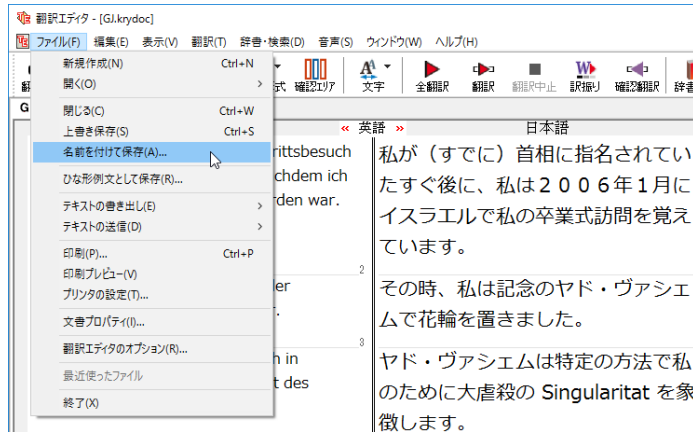 翻訳エディタ - [GJ.krydoc]
ファイル(F) 編集(E) 表示(V) 翻訳(T) 辞書・検索(D) 音声(S) ウィンドウ(W) ヘルプ(H)
式 確認エリア 文字 全翻訳 翻訳 翻訳中止 訳振り 確認翻訳 辞書
新規作成(N) Ctrl+N
開く(O)
閉じる(C) Ctrl+W
上書き保存(S) Ctrl+S
名前を付けて保存(A)...
ひな形例文として保存(R)...
テキストの書き出し(E)
テキストの送信(D)
印刷(P)... Ctrl+P
印刷プレビュー(V)
プリンタの設定(T)...
文書プロパティ(I)...
翻訳エディタのオプション(R)...
最近使ったファイル
終了(X)
« 英語 » 日本語
rittsbesuch
chdem ich
rden war.
2
ler
r.
3
h in
t des
私が（すでに）首相に指名されてい
たすぐ後に、私は２００６年1月に
イスラエルで私の卒業式訪問を覚え
ています。
その時、私は記念のヤド・ヴァシェ
ムで花輪を置きました。
ヤド・ヴァシェムは特定の方法で私
のために大虐殺の Singularitat を象
徴します。